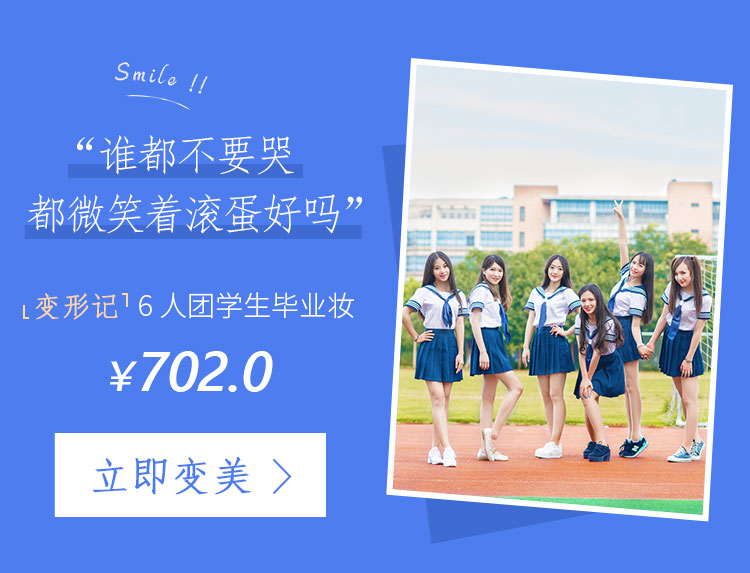 Smile !!
“谁都不要哭
都微笑着滚蛋好吗”
「变形记」6人团学生毕业妆
¥702.0
立即变美 >